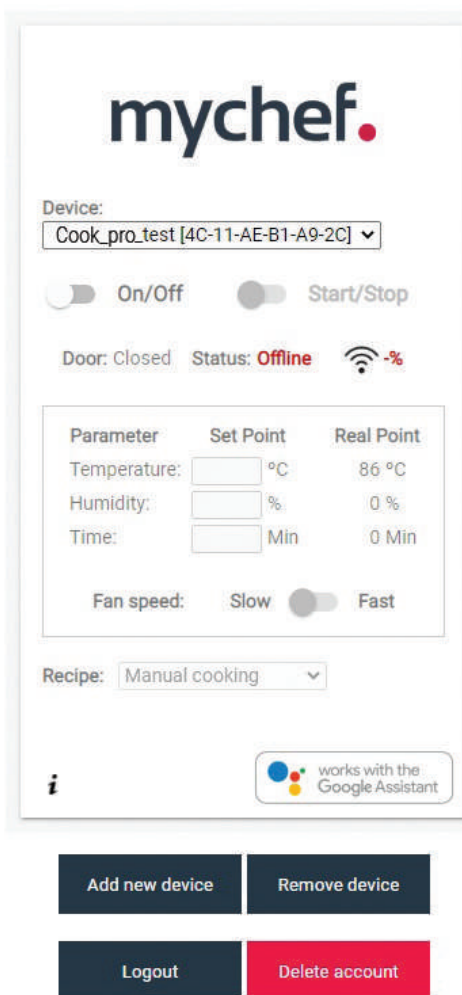 mychef.
Device:
Cook_pro_test [4C-11-AE-B1-A9-2C]
On/Off Start/Stop
Door: Closed Status: Offline -%
Parameter Set Point Real Point
Temperature: ºC 86 ºC
Humidity: % 0 %
Time: Min 0 Min
Fan speed: Slow Fast
Recipe: Manual cooking
i
works with the
Google Assistant
Add new device Remove device
Logout Delete account